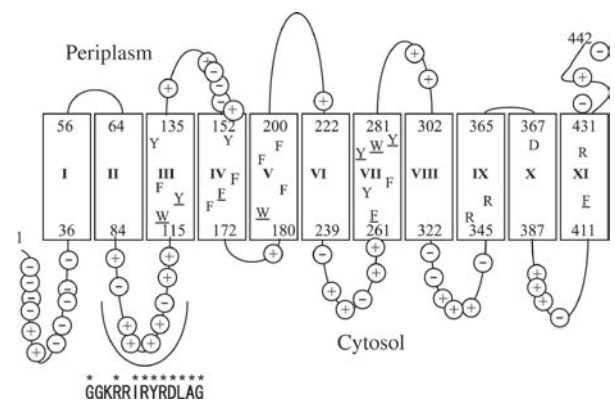 442
Periplasm
56 64 135 152 200 222 281 302 365 367 431
Y Y F F Y W Y D R
I II III IV V VI VII VIII IX X XI
F Y W F E F F W Y F E R R F
36 84 115 172 180 239 261 322 345 387 411
1
Cytosol
* * * * * * * * * *
GGKRRIRYRDLAG